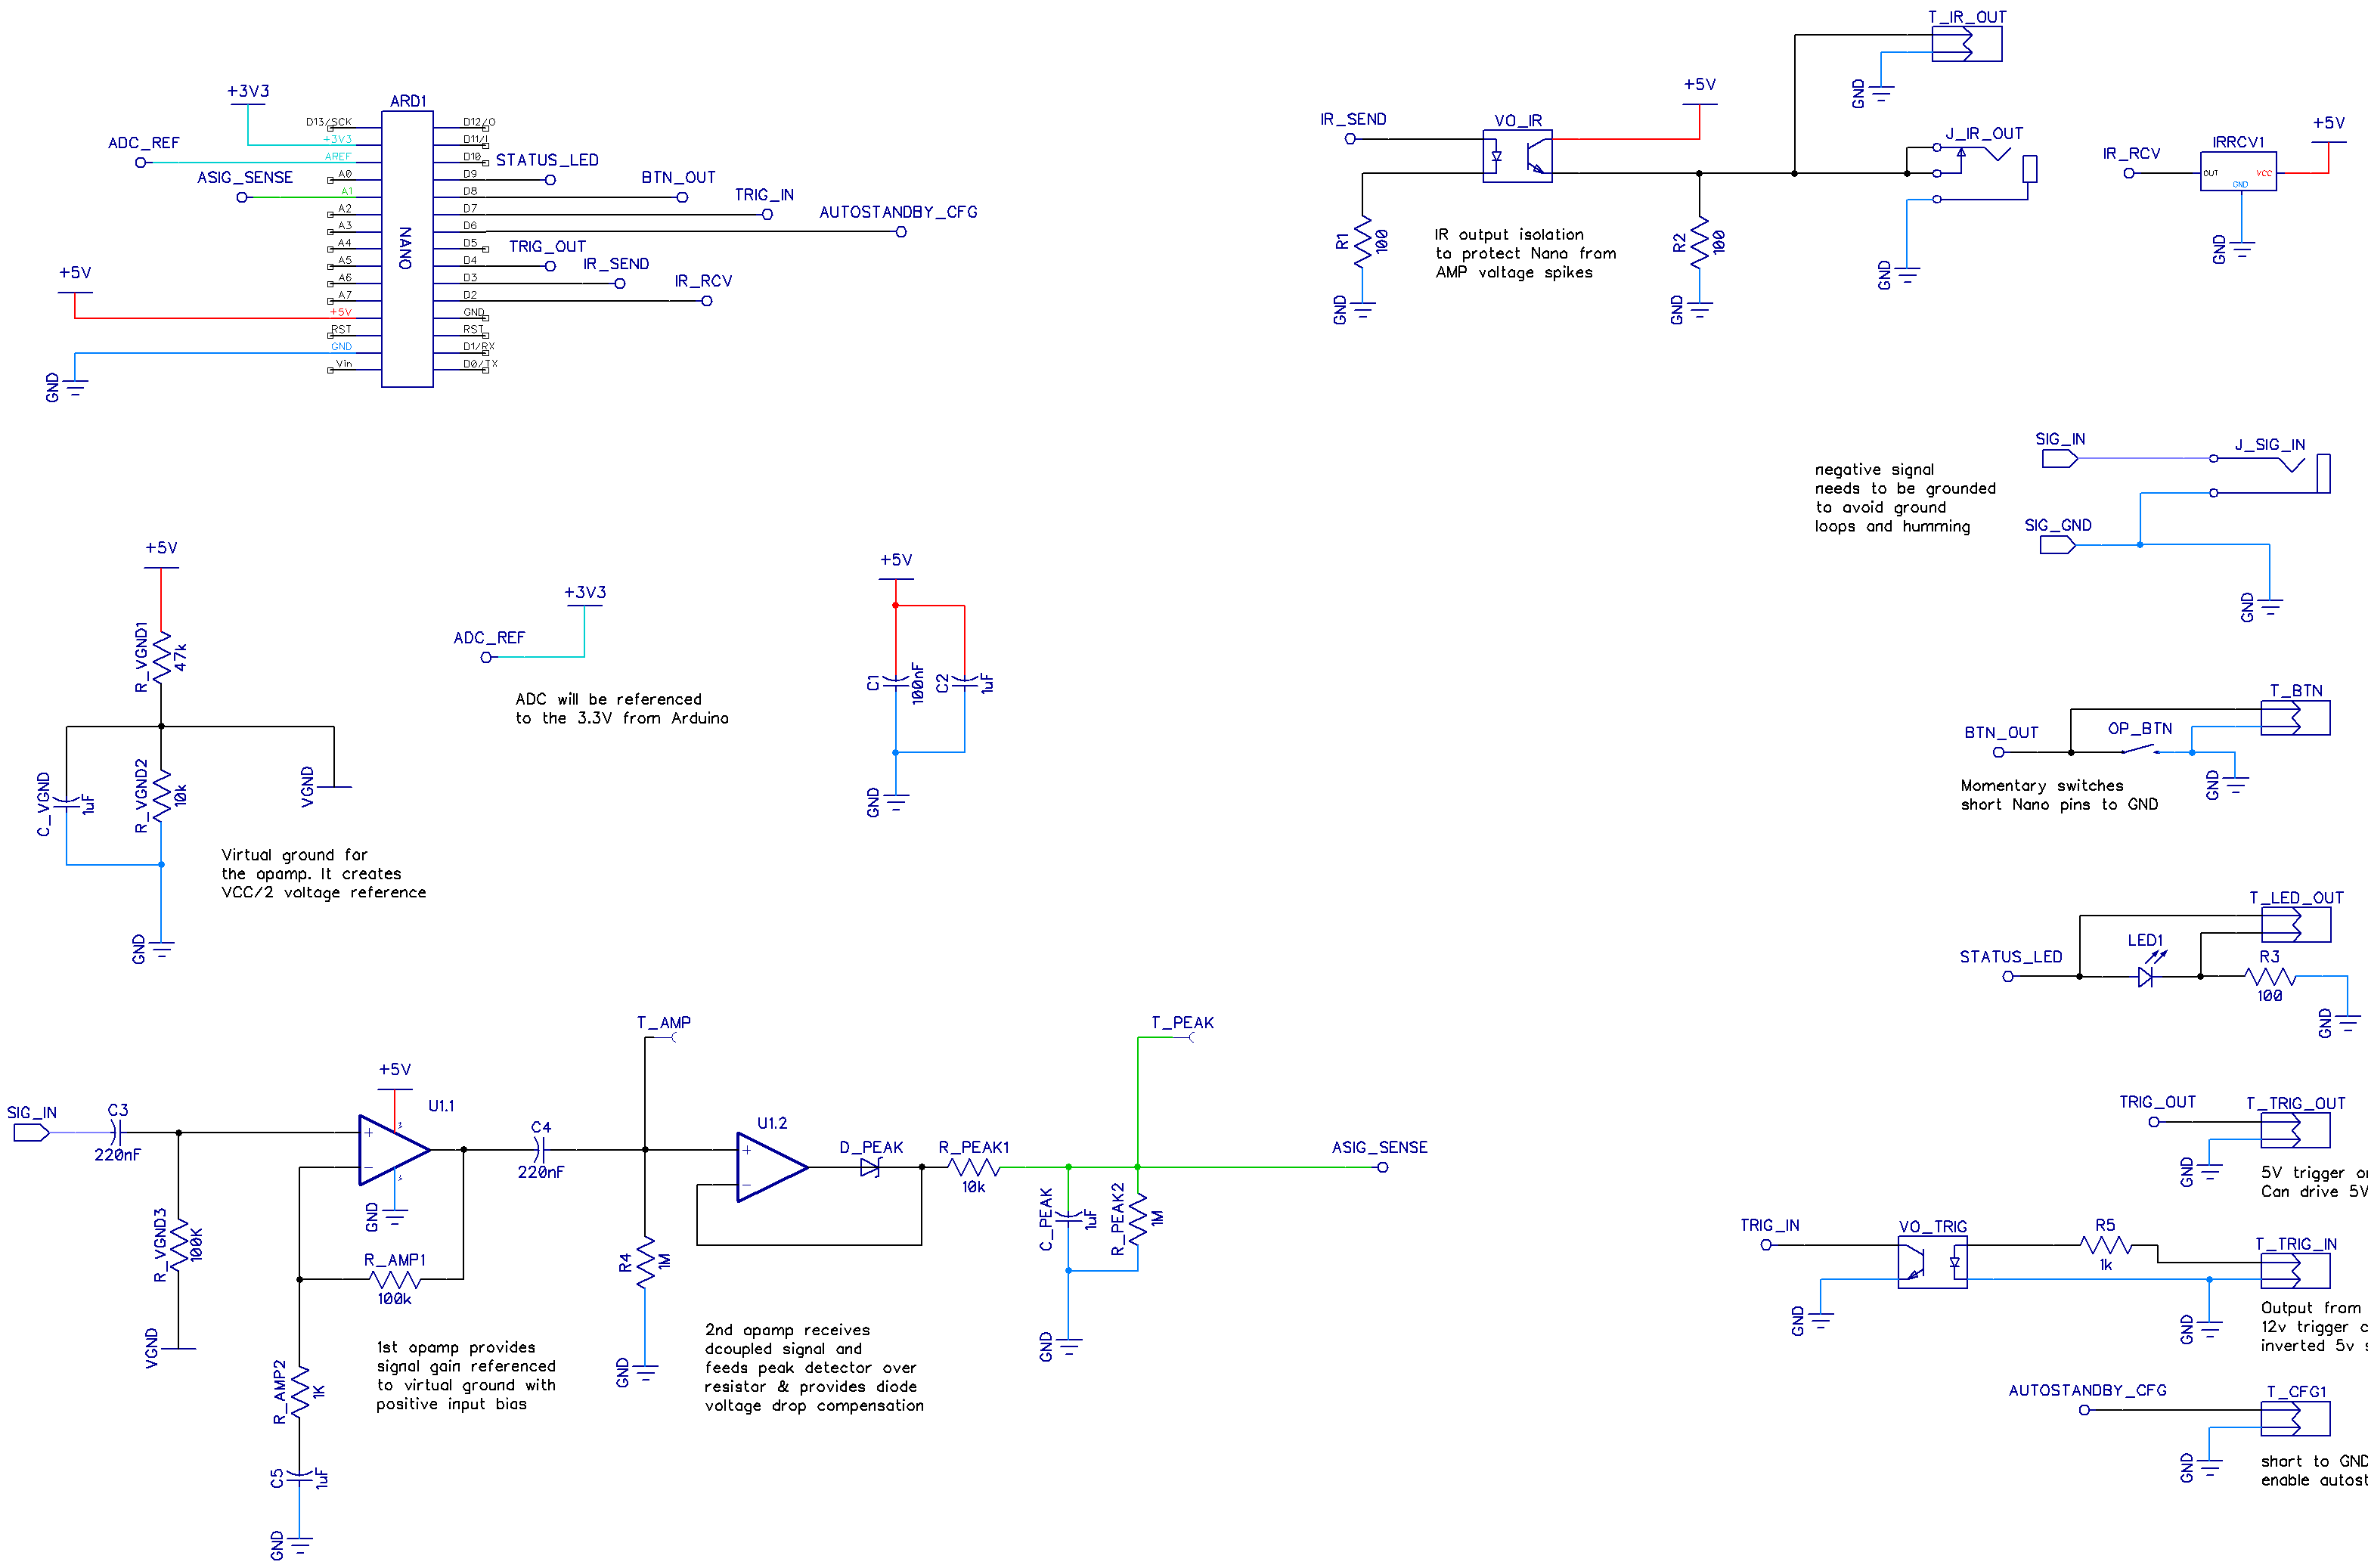 T_IR_OUT
+5V
GND
IR_SEND
VO_IR
J_IR_OUT
+5V
IRRCV1
IR_RCV
OUT
VCC
GND
GND
R1
100
IR output isolation
to protect Nano from
AMP voltage spikes
R2
100
GND
GND
GND
+3V3
ARD1
ADC_REF
ASIG_SENSE
+5V
GND
D13/SCK
+3V3
AREF
A0
A1
A2
A3
A4
A5
A6
A7
+5V
RST
GND
Vin
NANO
D12/O
D11/I
D10
D9
D8
D7
D6
D5
D4
D3
D2
GND
RST
D1/RX
D0/TX
STATUS_LED
BTN_OUT
TRIG_IN
AUTOSTANDBY_CFG
TRIG_OUT
IR_SEND
IR_RCV
SIG_IN
J_SIG_IN
negative signal
needs to be grounded
to avoid ground
loops and humming
SIG_GND
GND
+5V
R_VGND1
47k
C_VGND
1uF
R_VGND2
10k
VGND
Virtual ground for
the opamp. It creates
VCC/2 voltage reference
GND
+3V3
ADC_REF
ADC will be referenced
to the 3.3V from Arduino
+5V
C1
100nF
C2
1uF
GND
T_BTN
BTN_OUT
OP_BTN
GND
Momentary switches
short Nano pins to GND
T_LED_OUT
LED1
STATUS_LED
R3
100
GND
SIG_IN
C3
220nF
+5V
U1.1
GND
R_VGND3
100K
VGND
R_AMP1
100k
R_AMP2
1K
C5
1uF
GND
1st opamp provides
signal gain referenced
to virtual ground with
positive input bias
C4
220nF
T_AMP
U1.2
R4
1M
GND
2nd opamp receives
dcoupled signal and
feeds peak detector over
resistor & provides diode
voltage drop compensation
D_PEAK
R_PEAK1
10k
T_PEAK
C_PEAK
1uF
R_PEAK2
1M
GND
ASIG_SENSE
TRIG_OUT
T_TRIG_OUT
GND
5V trigger
Can drive 5V
TRIG_IN
VO_TRIG
R5
1k
T_TRIG_IN
GND
GND
Output from
12v trigger
inverted 5v
AUTOSTANDBY_CFG
T_CFG1
GND
short to GND
enable